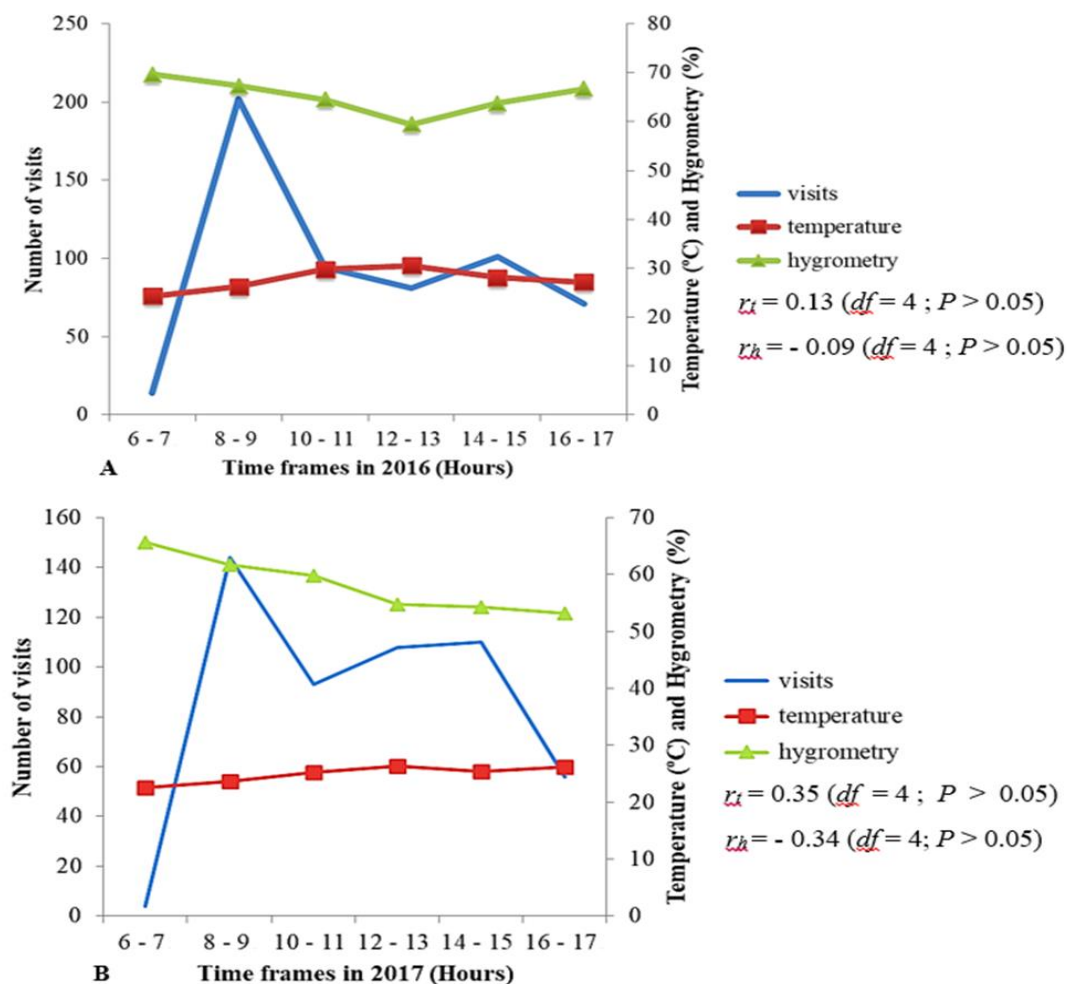 A
250
200
150
100
50
0
Number of visits
80
70
60
50
40
30
20
10
0
Temperature (ºC) and Hygrometry (%)
6 - 7 8 - 9 10 - 11 12 - 13 14 - 15 16 - 17
A Time frames in 2016 (Hours)
visits
temperature
hygrometry
rt = 0.13 (df = 4 ; P > 0.05)
rh = - 0.09 (df = 4 ; P > 0.05)
160
140
120
100
80
60
40
20
0
Number of visits
70
60
50
40
30
20
10
0
Temperature (ºC) and Hygrometry (%)
6 - 7 8 - 9 10 - 11 12 - 13 14 - 15 16 - 17
B Time frames in 2017 (Hours)
visits
temperature
hygrometry
rt = 0.35 (df = 4 ; P > 0.05)
rh = - 0.34 (df = 4; P > 0.05)